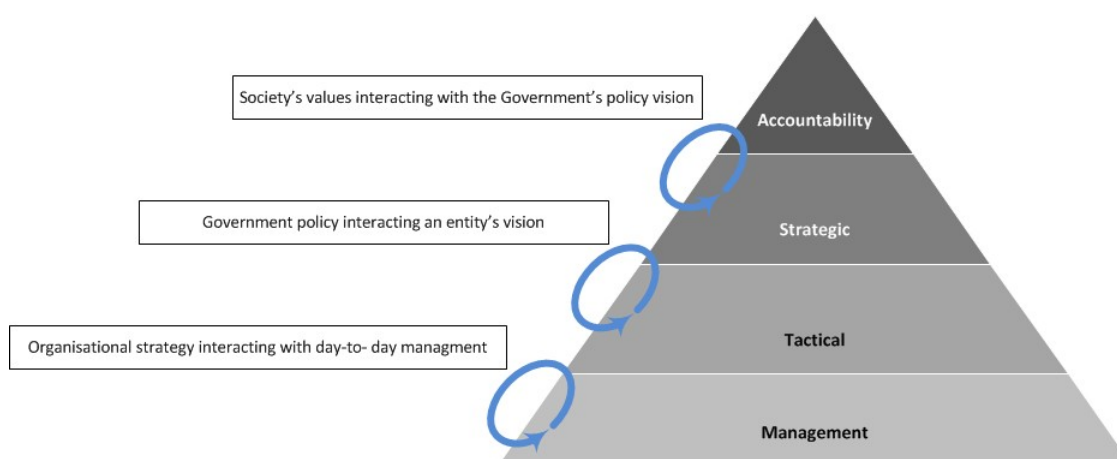 Society's values interacting with the Government's policy vision
Accountability
Government policy interacting an entity's vision
Strategic
Organisational strategy interacting with day-to- day managment
Tactical
Management